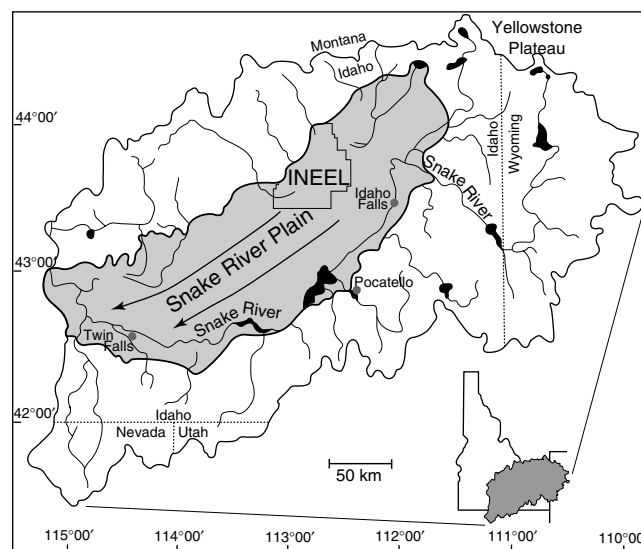 Yellowstone
Plateau
Montana
Idaho
44°00′
Idaho
Wyoming
INEEL
Snake River
Idaho
Falls
Snake River Plain
43°00′
Pocatello
Snake River
Twin
Falls
42°00′
Idaho
Nevada
Utah
50 km
115°00′
114°00′
113°00′
112°00′
111°00′
110°00′